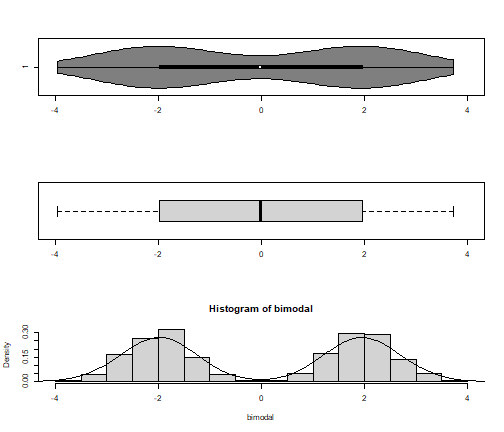 1
-4 -2 0 2 4
-4 -2 0 2 4
Histogram of bimodal
Density
0.30
0.15
0.00
-4 -2 0 2 4
bimodal